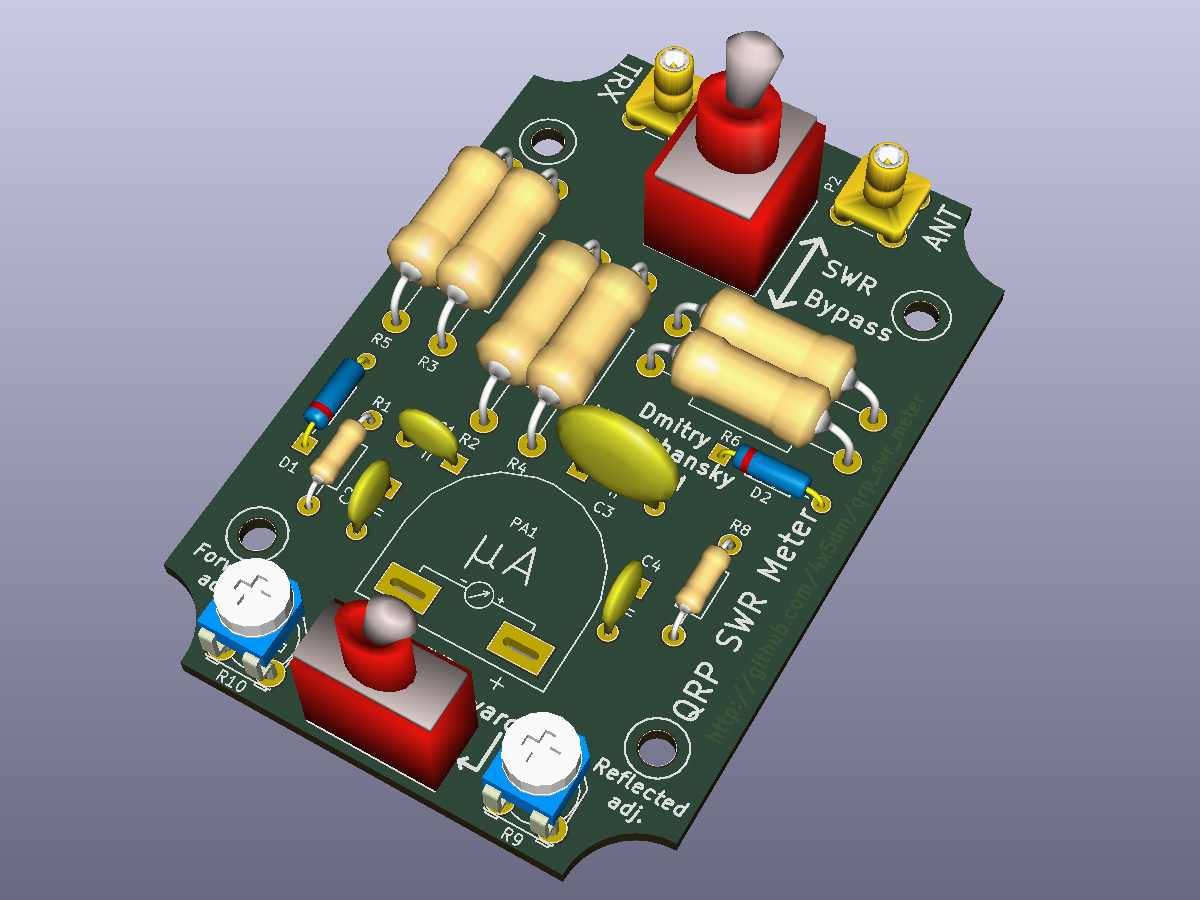 TRX
P2
ANT
SWR
Bypass
R5
R3
R1
R2
R4
Dmitry
R6
D1
D2
C3
PA1
µA
R8
C4
-
+
+
R10
R9
Reflected
adj.
QRP SWR Meter
http://github.com/4x5dm/qrp_swr_meter